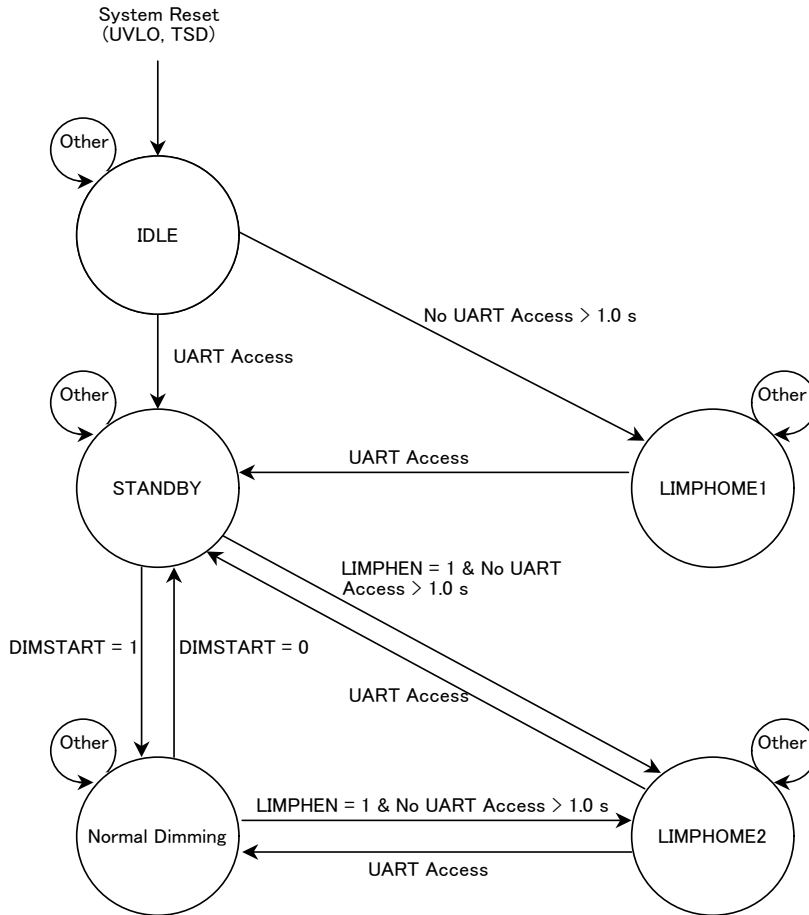 System Reset
(UVLO, TSD)
Other
IDLE
No UART Access > 1.0 s
UART Access
Other
Other
UART Access
STANDBY
LIMPHOME1
LIMPHEN = 1 & No UART
Access > 1.0 s
DIMSTART = 1
DIMSTART = 0
UART Access
Other
Other
LIMPHEN = 1 & No UART Access > 1.0 s
Normal Dimming
LIMPHOME2
UART Access